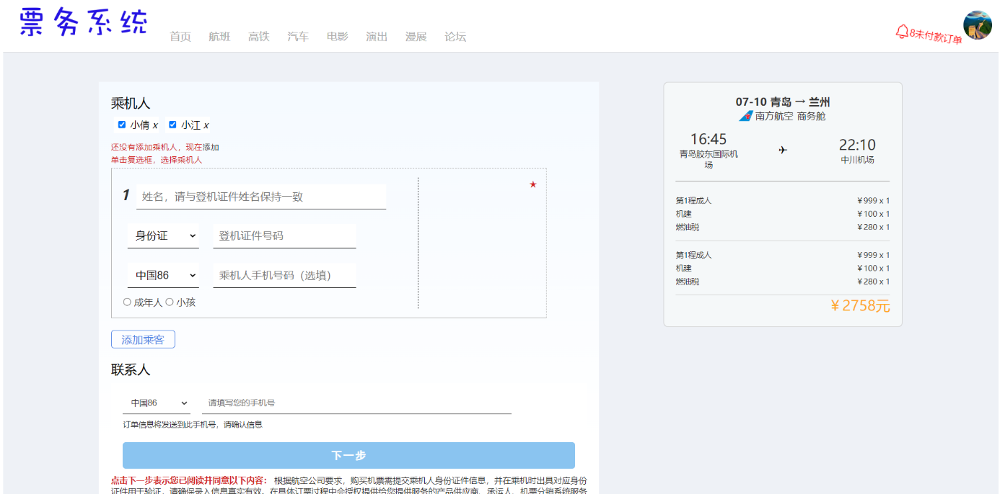 票务系统
首页 航班 高铁 汽车 电影 演出 漫展 论坛
8未付款订单
乘机人
小倩 x 小江 x
还没有添加乘机人，现在添加
单击复选框，选择乘机人
★
1 姓名，请与登机证件姓名保持一致
身份证 登机证件号码
中国86 乘机人手机号码（选填）
成年人 小孩
添加乘客
联系人
中国86 请填写您的手机号
订单信息将发送到此手机号，请确认信息
下一步
点击下一步表示您已阅读并同意以下内容： 根据航空公司要求，购买机票需提交乘机人身份证件信息，并在乘机时出具对应身份
证件用于验证，请确保录入信息真实有效。在具体订票过程中会授权提供给您提供服务的产品供应商、承运人、机票分销系统服务
07-10 青岛 → 兰州
南方航空 商务舱
16:45
青岛胶东国际机
场
22:10
中川机场
第1程成人 ¥999 x 1
机建 ¥100 x 1
燃油税 ¥280 x 1
第1程成人 ¥999 x 1
机建 ¥100 x 1
燃油税 ¥280 x 1
¥2758元